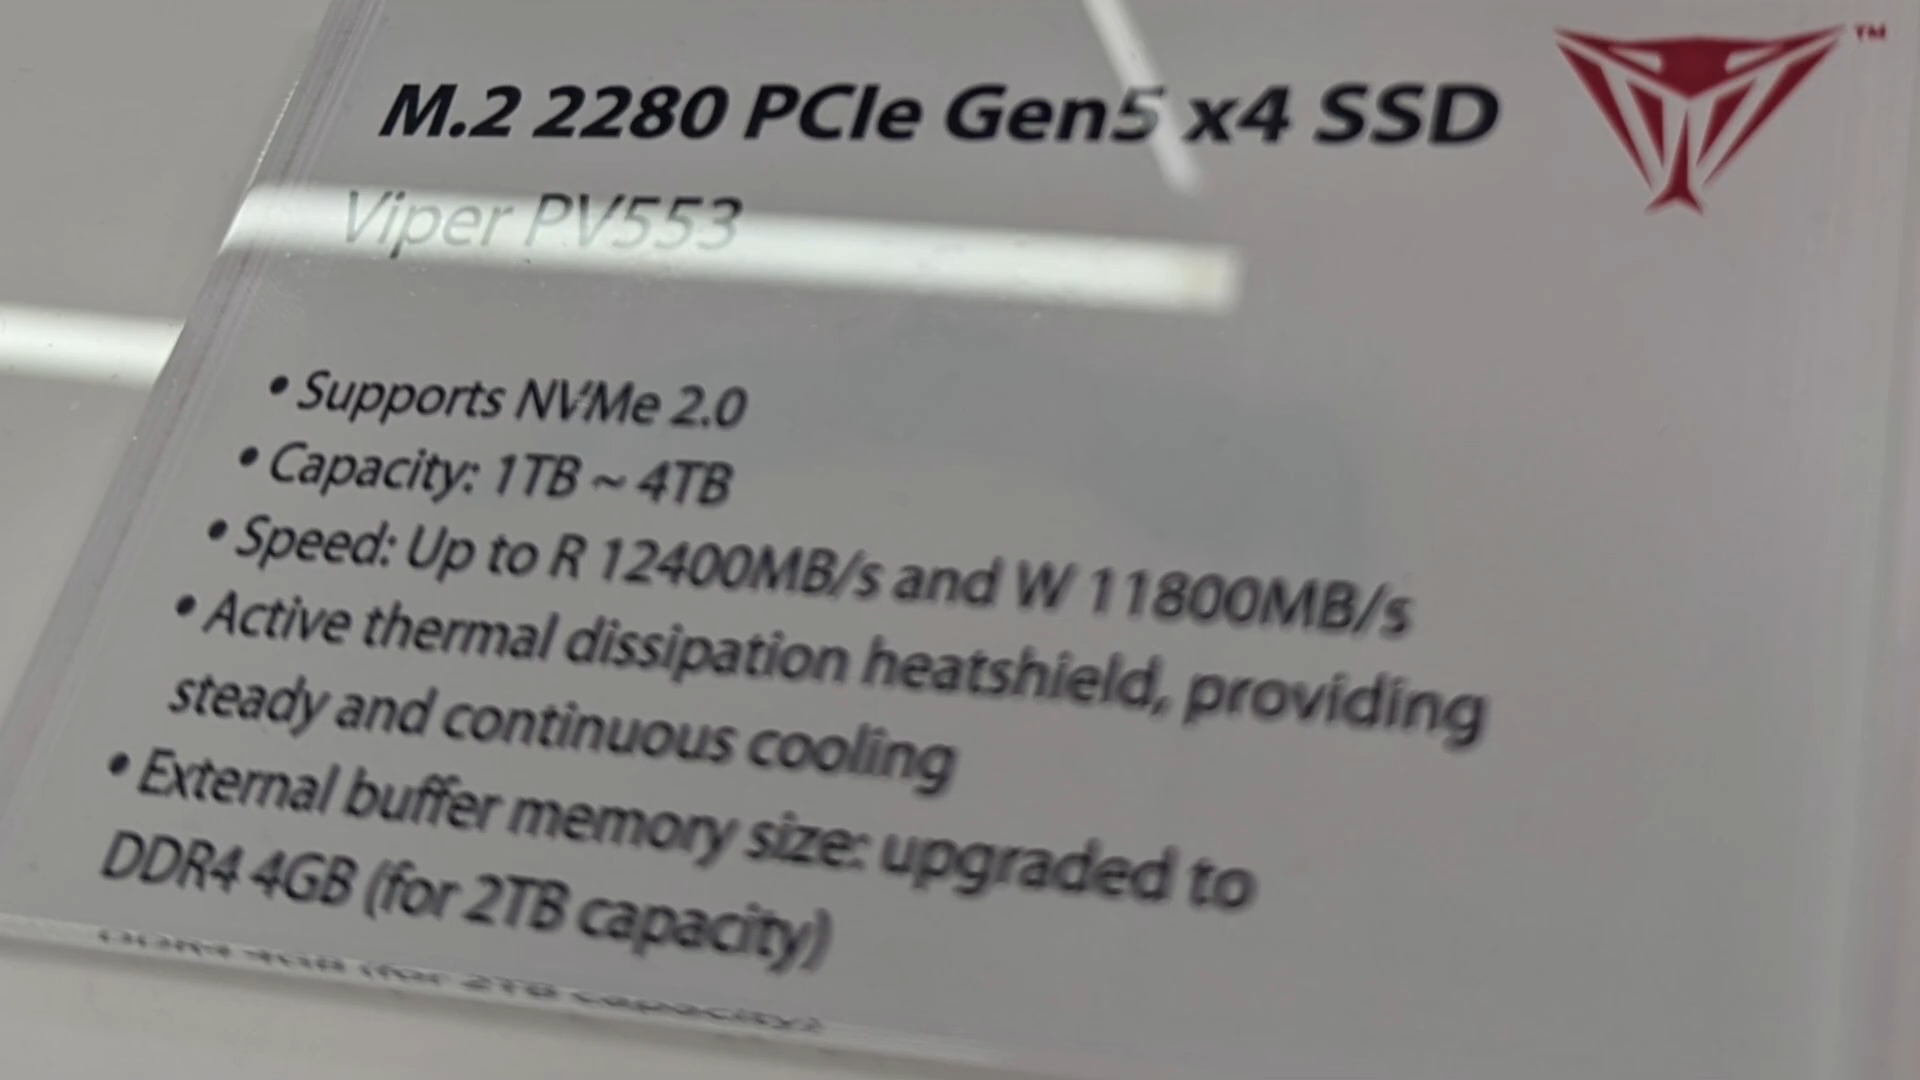 M.2 2280 PCIe Gen5 x4 SSD
TM
Viper PV553
• Supports NVMe 2.0
• Capacity: 1TB ~ 4TB
• Speed: Up to R 12400MB/s and W 11800MB/s
• Active thermal dissipation heatshield, providing
steady and continuous cooling
• External buffer memory size: upgraded to
DDR4 4GB (for 2TB capacity)